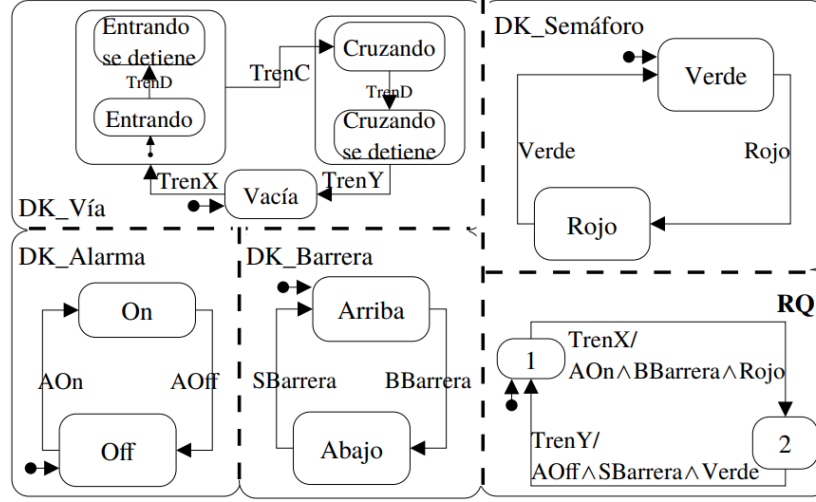 Entrando
se detiene
TrenD
Entrando
TrenC
Cruzando
TrenD
Cruzando
se detiene
TrenX
TrenY
Vacía
DK_Vía
DK_Semáforo
Verde
Verde
Rojo
Rojo
DK_Alarma
On
AOn
AOff
Off
DK_Barrera
Arriba
SBarrera
BBarrera
Abajo
RQ
1
TrenX/
AOn∧BBarrera∧Rojo
2
TrenY/
AOff∧SBarrera∧Verde